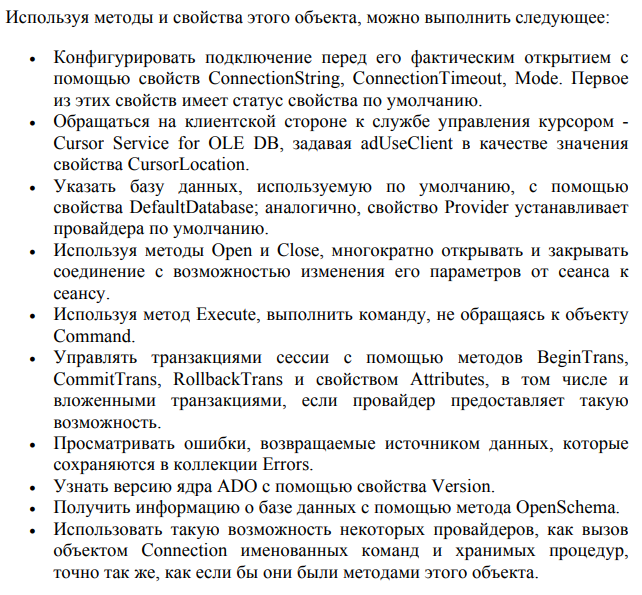 Используя методы и свойства этого объекта, можно выполнить следующее:
• Конфигурировать подключение перед его фактическим открытием с
помощью свойств ConnectionString, ConnectionTimeout, Mode. Первое
из этих свойств имеет статус свойства по умолчанию.
• Обращаться на клиентской стороне к службе управления курсором -
Cursor Service for OLE DB, задавая adUseClient в качестве значения
свойства CursorLocation.
• Указать базу данных, используемую по умолчанию, с помощью
свойства DefaultDatabase; аналогично, свойство Provider устанавливает
провайдера по умолчанию.
• Используя методы Open и Close, многократно открывать и закрывать
соединение с возможностью изменения его параметров от сеанса к
сеансу.
• Используя метод Execute, выполнить команду, не обращаясь к объекту
Command.
• Управлять транзакциями сессии с помощью методов BeginTrans,
CommitTrans, RollbackTrans и свойством Attributes, в том числе и
вложенными транзакциями, если провайдер предоставляет такую
возможность.
• Просматривать ошибки, возвращаемые источником данных, которые
сохраняются в коллекции Errors.
• Узнать версию ядра ADO с помощью свойства Version.
• Получить информацию о базе данных с помощью метода OpenSchema.
• Использовать такую возможность некоторых провайдеров, как вызов
объектом Connection именованных команд и хранимых процедур,
точно так же, как если бы они были методами этого объекта.